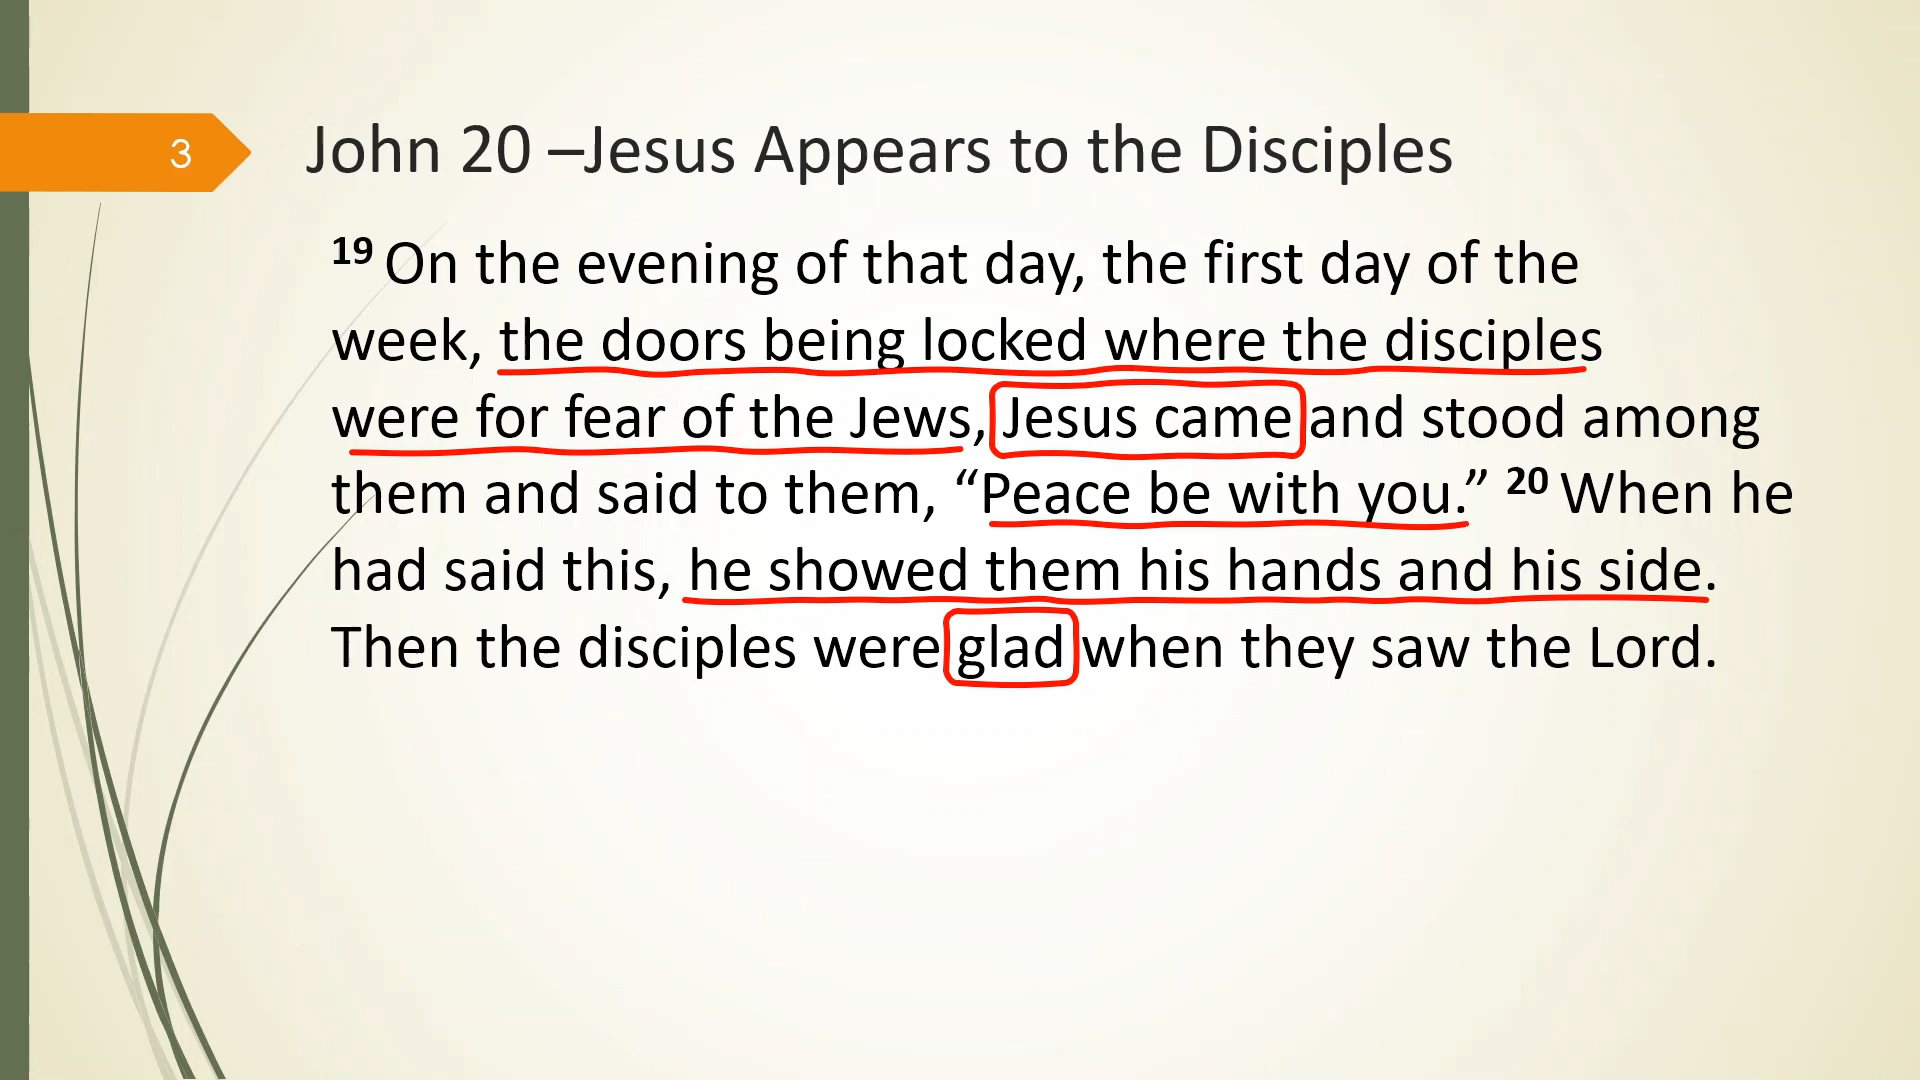 3
John 20 –Jesus Appears to the Disciples
19 On the evening of that day, the first day of the
week, the doors being locked where the disciples
were for fear of the Jews, Jesus came and stood among
them and said to them, “Peace be with you.” 20 When he
had said this, he showed them his hands and his side.
Then the disciples were glad when they saw the Lord.